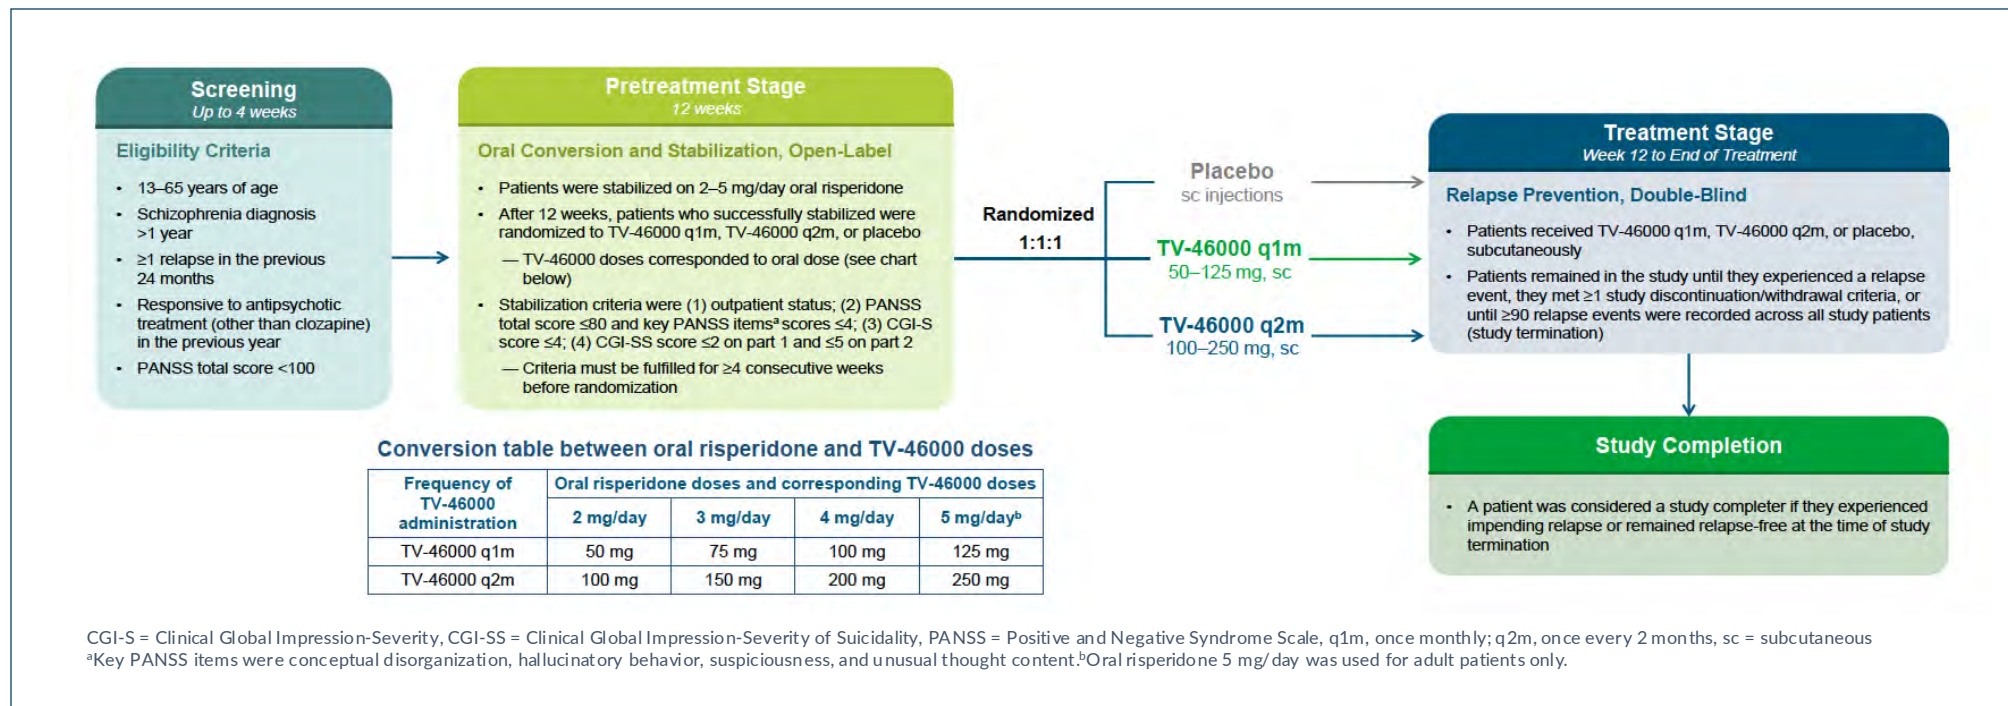 Screening
Up to 4 weeks
Eligibility Criteria
• 13–65 years of age
• Schizophrenia diagnosis
>1 year
• ≥1 relapse in the previous
24 months
• Responsive to antipsychotic
treatment (other than clozapine)
in the previous year
• PANSS total score <100
Pretreatment Stage
12 weeks
Oral Conversion and Stabilization, Open-Label
• Patients were stabilized on 2–5 mg/day oral risperidone
• After 12 weeks, patients who successfully stabilized were
randomized to TV-46000 q1m, TV-46000 q2m, or placebo
— TV-46000 doses corresponded to oral dose (see chart
below)
• Stabilization criteria were (1) outpatient status; (2) PANSS
total score ≤80 and key PANSS itemsᵃ scores ≤4; (3) CGI-S
score ≤4; (4) CGI-SS score ≤2 on part 1 and ≤5 on part 2
— Criteria must be fulfilled for ≥4 consecutive weeks
before randomization
Randomized
1:1:1
Placebo
sc injections
TV-46000 q1m
50–125 mg, sc
TV-46000 q2m
100–250 mg, sc
Treatment Stage
Week 12 to End of Treatment
Relapse Prevention, Double-Blind
• Patients received TV-46000 q1m, TV-46000 q2m, or placebo,
subcutaneously
• Patients remained in the study until they experienced a relapse
event, they met ≥1 study discontinuation/withdrawal criteria, or
until ≥90 relapse events were recorded across all study patients
(study termination)
Study Completion
• A patient was considered a study completer if they experienced
impending relapse or remained relapse-free at the time of study
termination
Conversion table between oral risperidone and TV-46000 doses
Frequency of
TV-46000
administration
Oral risperidone doses and corresponding TV-46000 doses
2 mg/day 3 mg/day 4 mg/day 5 mg/dayᵇ
TV-46000 q1m 50 mg 75 mg 100 mg 125 mg
TV-46000 q2m 100 mg 150 mg 200 mg 250 mg
CGI-S = Clinical Global Impression-Severity, CGI-SS = Clinical Global Impression-Severity of Suicidality, PANSS = Positive and Negative Syndrome Scale, q1m, once monthly; q2m, once every 2 months, sc = subcutaneous
ᵃKey PANSS items were conceptual disorganization, hallucinatory behavior, suspiciousness, and unusual thought content.ᵇOral risperidone 5 mg/day was used for adult patients only.